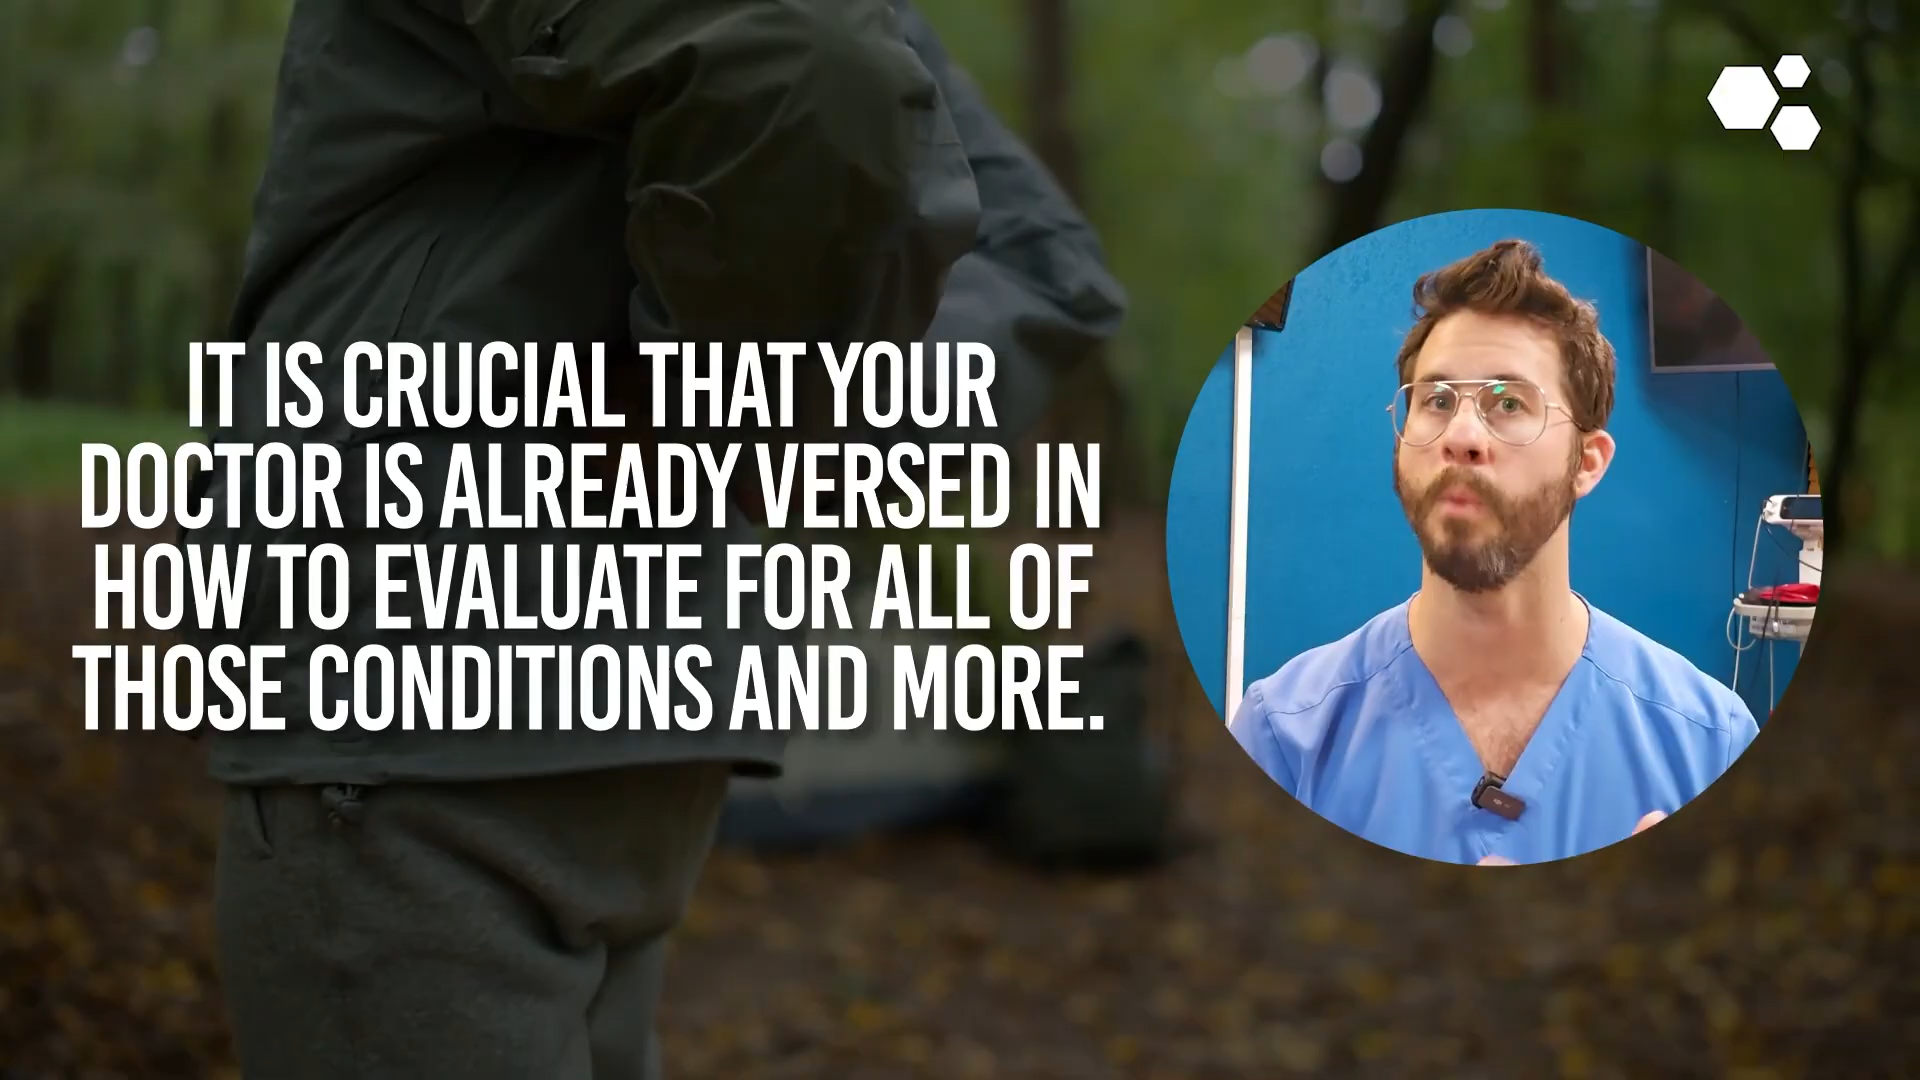 IT IS CRUCIAL THAT YOUR
DOCTOR IS ALREADY VERSED IN
HOW TO EVALUATE FOR ALL OF
THOSE CONDITIONS AND MORE.